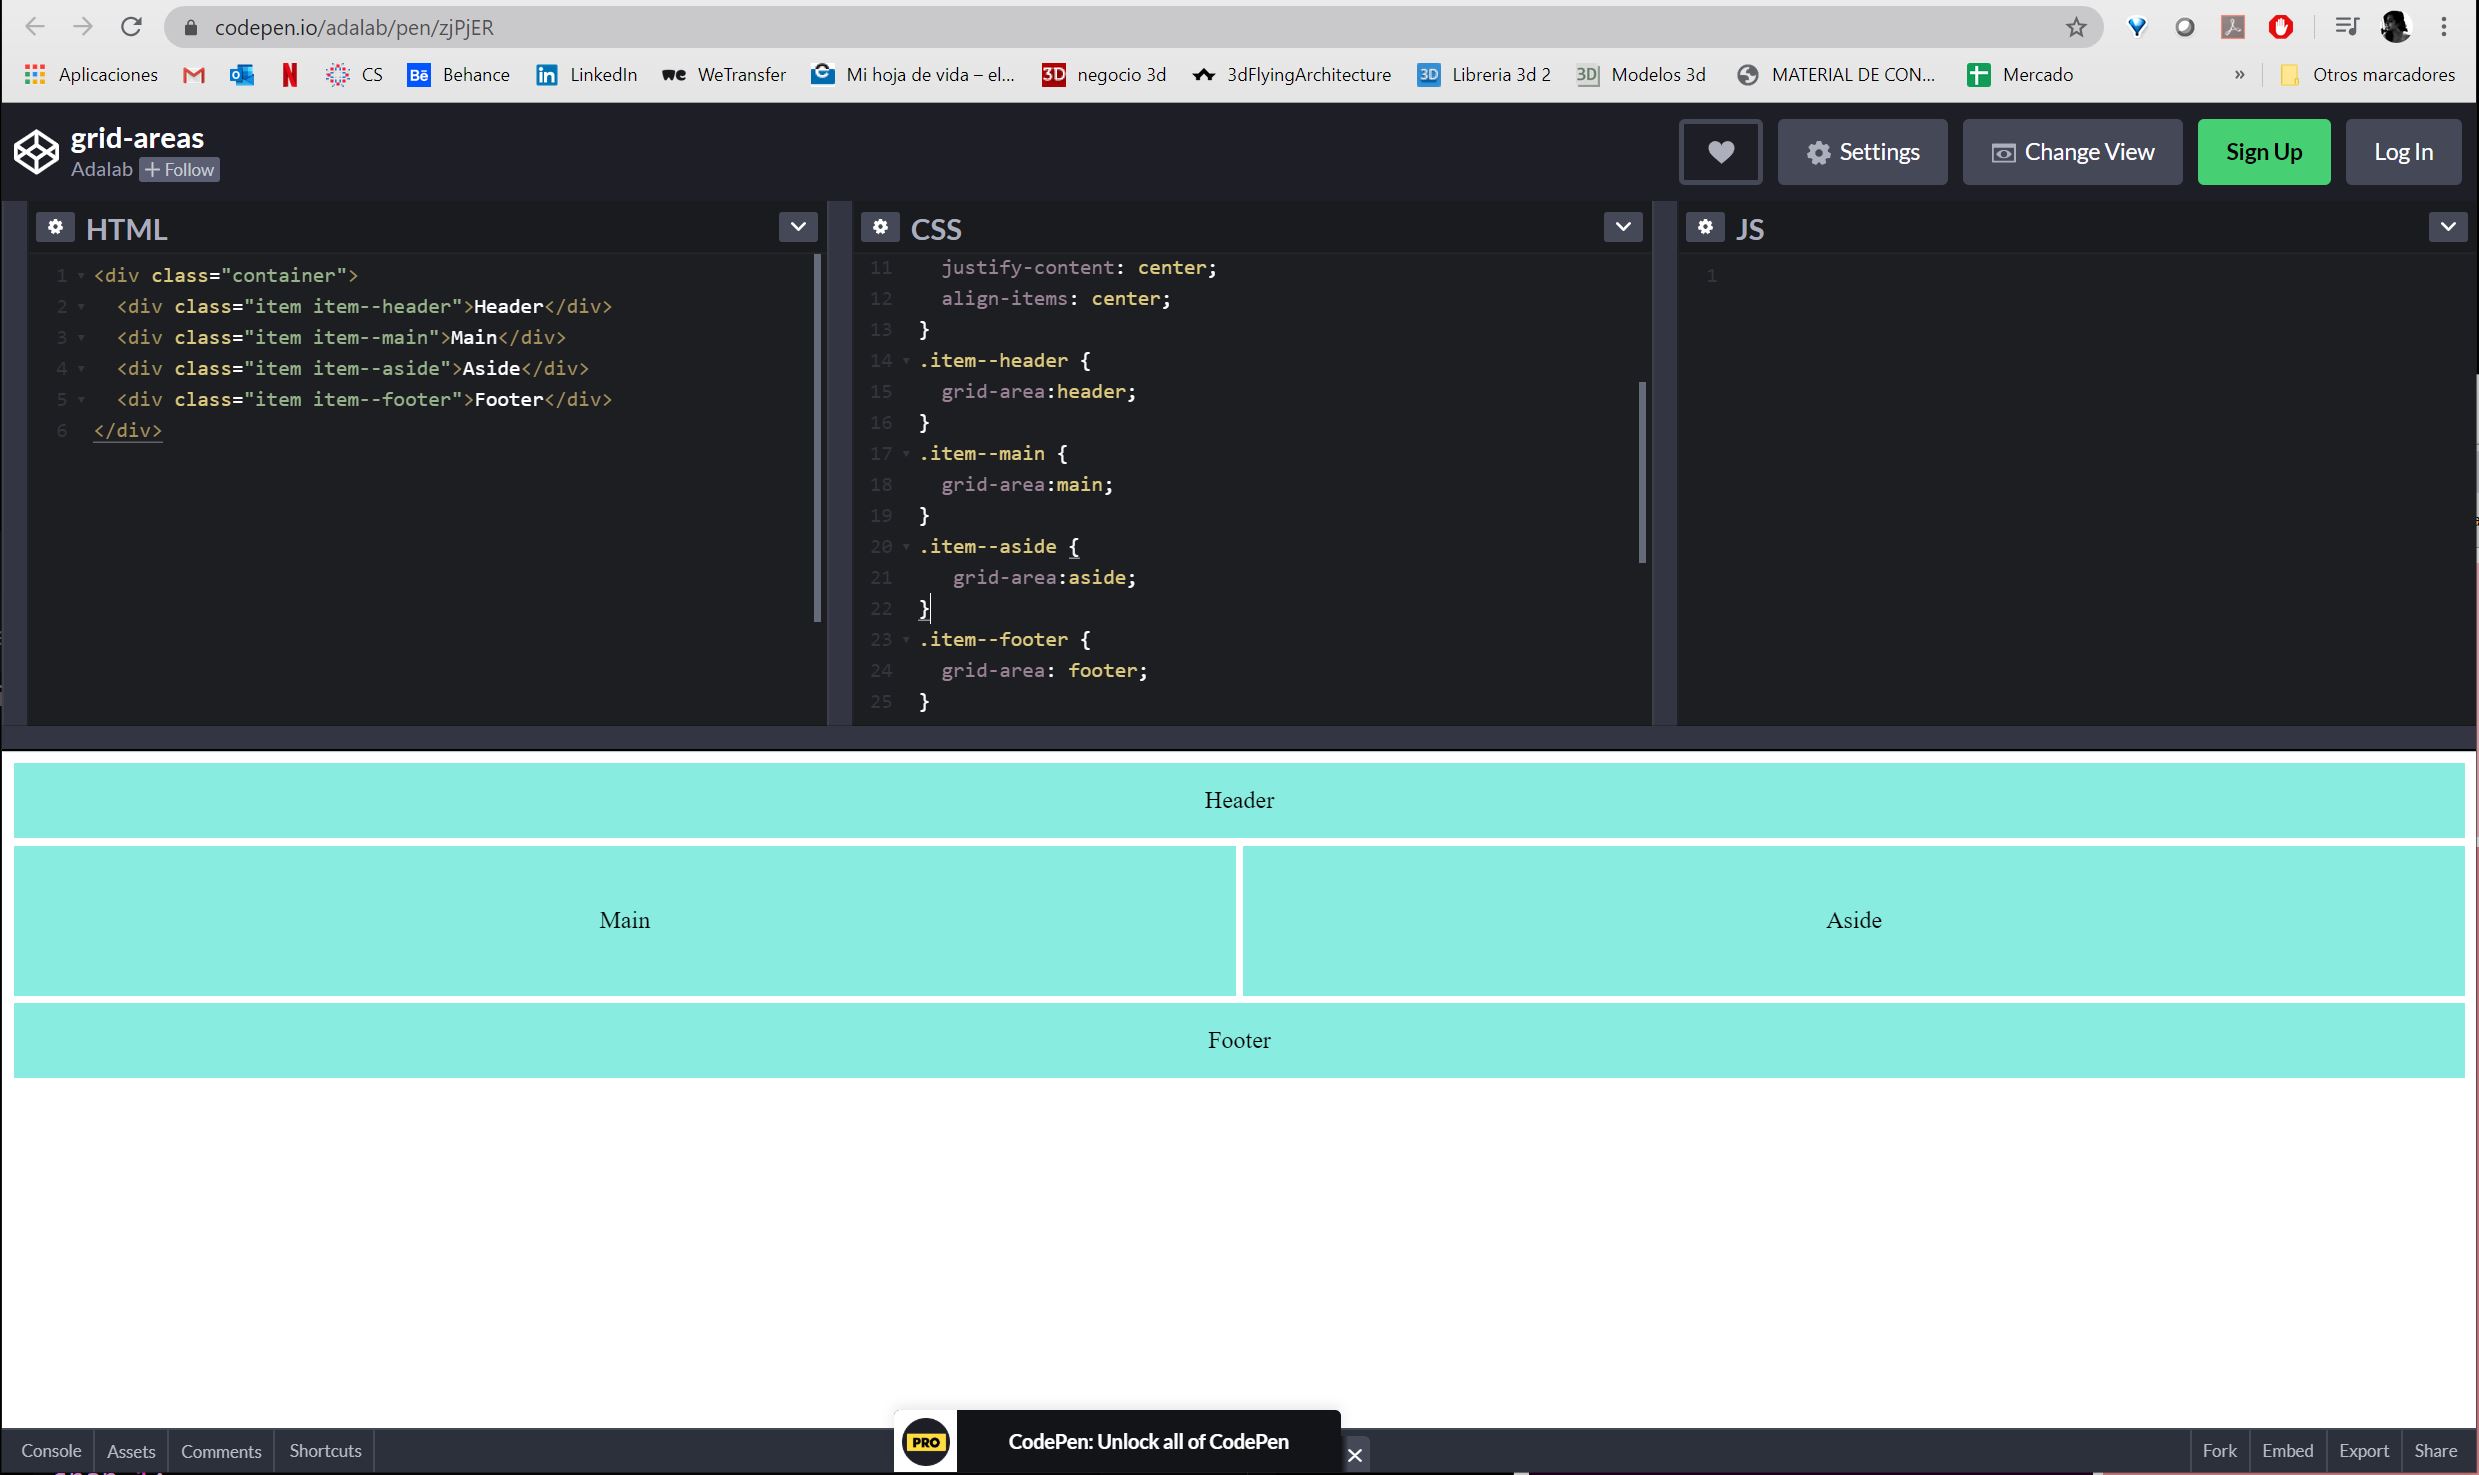 codepen.io/adalab/pen/zjPjER
Aplicaciones CS Bē Behance in LinkedIn we WeTransfer Mi hoja de vida – el... 3D negocio 3d 3dFlyingArchitecture 3D Libreria 3d 2 3D Modelos 3d MATERIAL DE CON... Mercado » Otros marcadores
grid-areas
Adalab + Follow
Settings Change View Sign Up Log In
HTML
1 <div class="container">
2 <div class="item item--header">Header</div>
3 <div class="item item--main">Main</div>
4 <div class="item item--aside">Aside</div>
5 <div class="item item--footer">Footer</div>
6 </div>
CSS
11 justify-content: center;
12 align-items: center;
13 }
14 .item--header {
15 grid-area:header;
16 }
17 .item--main {
18 grid-area:main;
19 }
20 .item--aside {
21 grid-area:aside;
22 }
23 .item--footer {
24 grid-area: footer;
25 }
JS
1
Header
Main Aside
Footer
Console Assets Comments Shortcuts
PRO CodePen: Unlock all of CodePen
Fork Embed Export Share